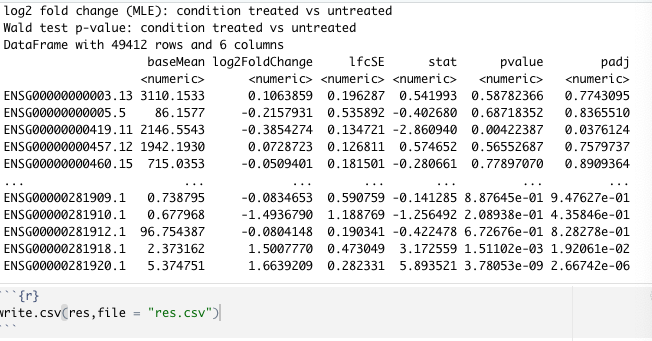 log2 fold change (MLE): condition treated vs untreated
Wald test p-value: condition treated vs untreated
DataFrame with 49412 rows and 6 columns
baseMean log2FoldChange lfcSE stat pvalue padj
<numeric> <numeric> <numeric> <numeric> <numeric> <numeric>
ENSG00000000003.13 3110.1533 0.1063859 0.196287 0.541993 0.58782366 0.7743095
ENSG00000000005.5 86.1577 -0.2157931 0.535892 -0.402680 0.68718352 0.8365510
ENSG00000000419.11 2146.5543 -0.3854274 0.134721 -2.860940 0.00422387 0.0376124
ENSG00000000457.12 1942.1930 0.0728723 0.126811 0.574652 0.56552687 0.7579737
ENSG00000000460.15 715.0353 -0.0509401 0.181501 -0.280661 0.77897070 0.8909364
... ... ... ... ... ... ...
ENSG00000281909.1 0.738795 -0.0834653 0.590759 -0.141285 8.87645e-01 9.47627e-01
ENSG00000281910.1 0.677968 -1.4936790 1.188769 -1.256492 2.08938e-01 4.35846e-01
ENSG00000281912.1 96.754387 -0.0804148 0.190341 -0.422478 6.72676e-01 8.28278e-01
ENSG00000281918.1 2.373162 1.5007770 0.473049 3.172559 1.51102e-03 1.92061e-02
ENSG00000281920.1 5.374751 1.6639209 0.282331 5.893521 3.78053e-09 2.66742e-06
```{r}
write.csv(res,file = "res.csv")
```